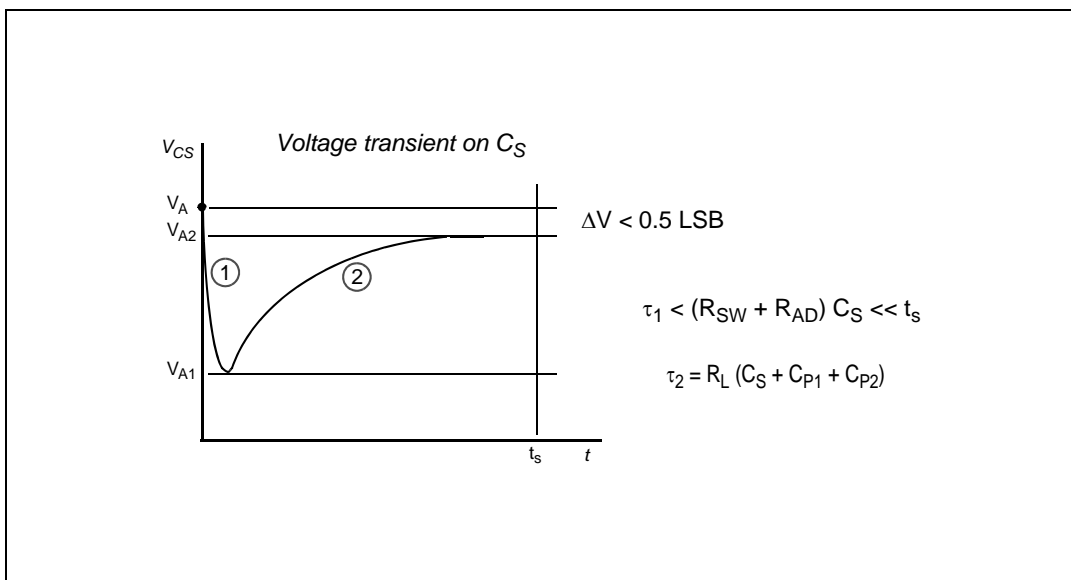 Voltage transient on C_S
V_CS
V_A
ΔV < 0.5 LSB
V_A2
1
2
τ_1 < (R_SW + R_AD) C_S << t_s
V_A1
τ_2 = R_L (C_S + C_P1 + C_P2)
t_s
t